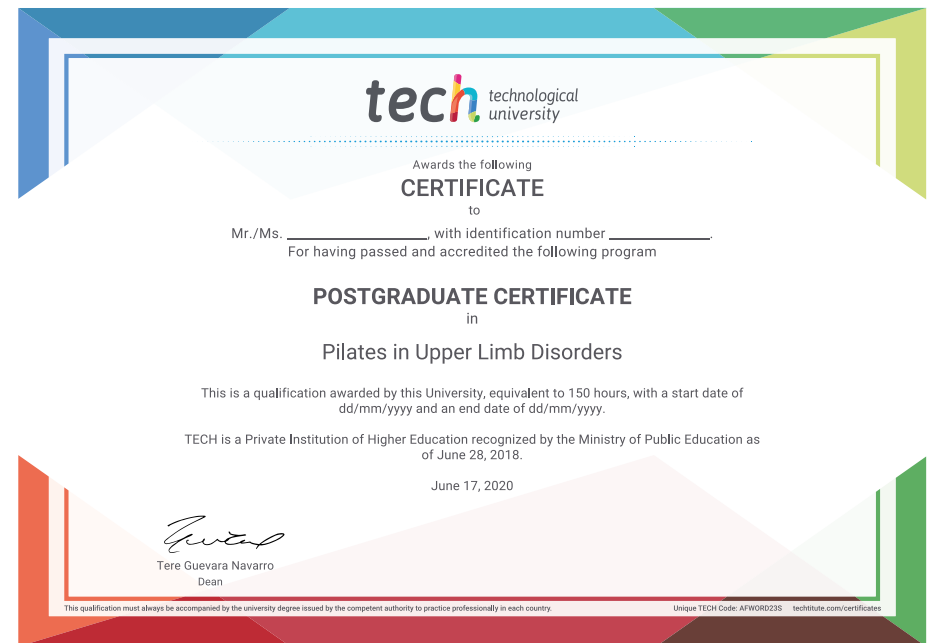 tech technological
university
Awards the following
CERTIFICATE
to
Mr./Ms. ____________________, with identification number ______________.
For having passed and accredited the following program
POSTGRADUATE CERTIFICATE
in
Pilates in Upper Limb Disorders
This is a qualification awarded by this University, equivalent to 150 hours, with a start date of
dd/mm/yyyy and an end date of dd/mm/yyyy.
TECH is a Private Institution of Higher Education recognized by the Ministry of Public Education as
of June 28, 2018.
June 17, 2020
Tere Guevara Navarro
Dean
This qualification must always be accompanied by the university degree issued by the competent authority to practice professionally in each country. Unique TECH Code: AFWORD23S techtitute.com/certificates